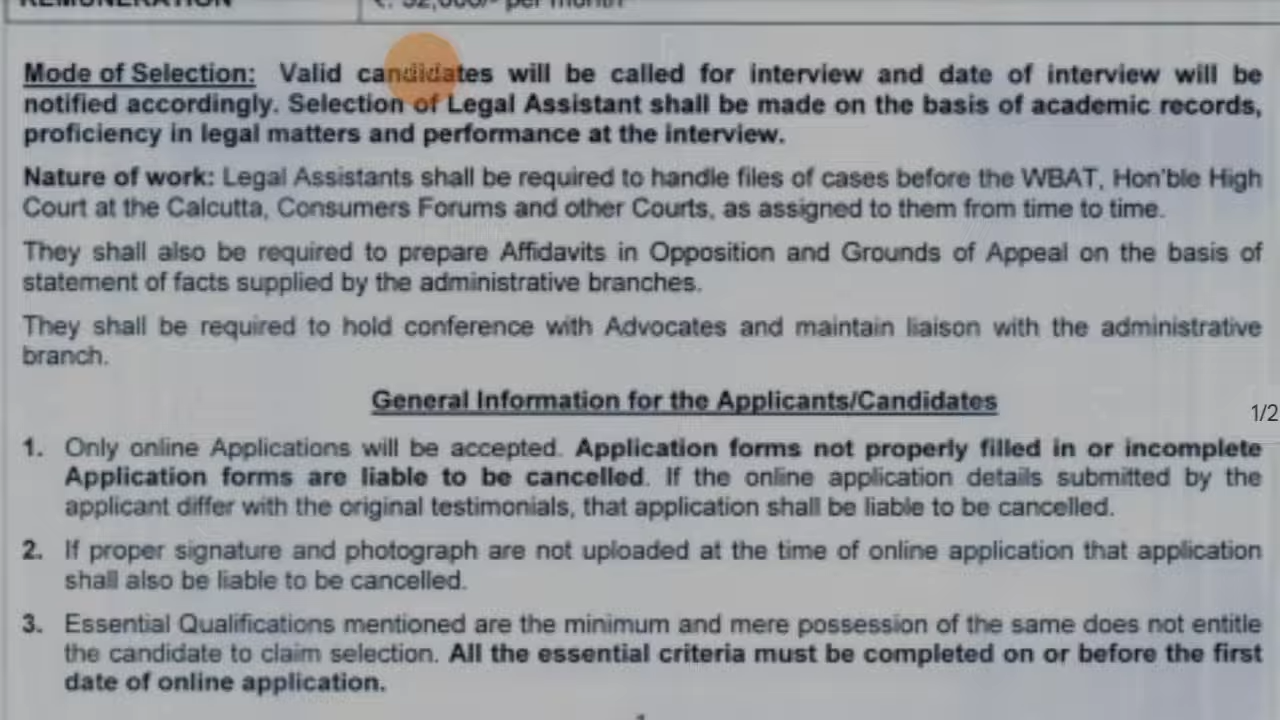 REMUNERATION ₹. 32,000/- per month
Mode of Selection: Valid candidates will be called for interview and date of interview will be
notified accordingly. Selection of Legal Assistant shall be made on the basis of academic records,
proficiency in legal matters and performance at the interview.
Nature of work: Legal Assistants shall be required to handle files of cases before the WBAT, Hon'ble High
Court at the Calcutta, Consumers Forums and other Courts, as assigned to them from time to time.
They shall also be required to prepare Affidavits in Opposition and Grounds of Appeal on the basis of
statement of facts supplied by the administrative branches.
They shall be required to hold conference with Advocates and maintain liaison with the administrative
branch.
General Information for the Applicants/Candidates
1/2
1. Only online Applications will be accepted. Application forms not properly filled in or incomplete
Application forms are liable to be cancelled. If the online application details submitted by the
applicant differ with the original testimonials, that application shall be liable to be cancelled.
2. If proper signature and photograph are not uploaded at the time of online application that application
shall also be liable to be cancelled.
3. Essential Qualifications mentioned are the minimum and mere possession of the same does not entitle
the candidate to claim selection. All the essential criteria must be completed on or before the first
date of online application.